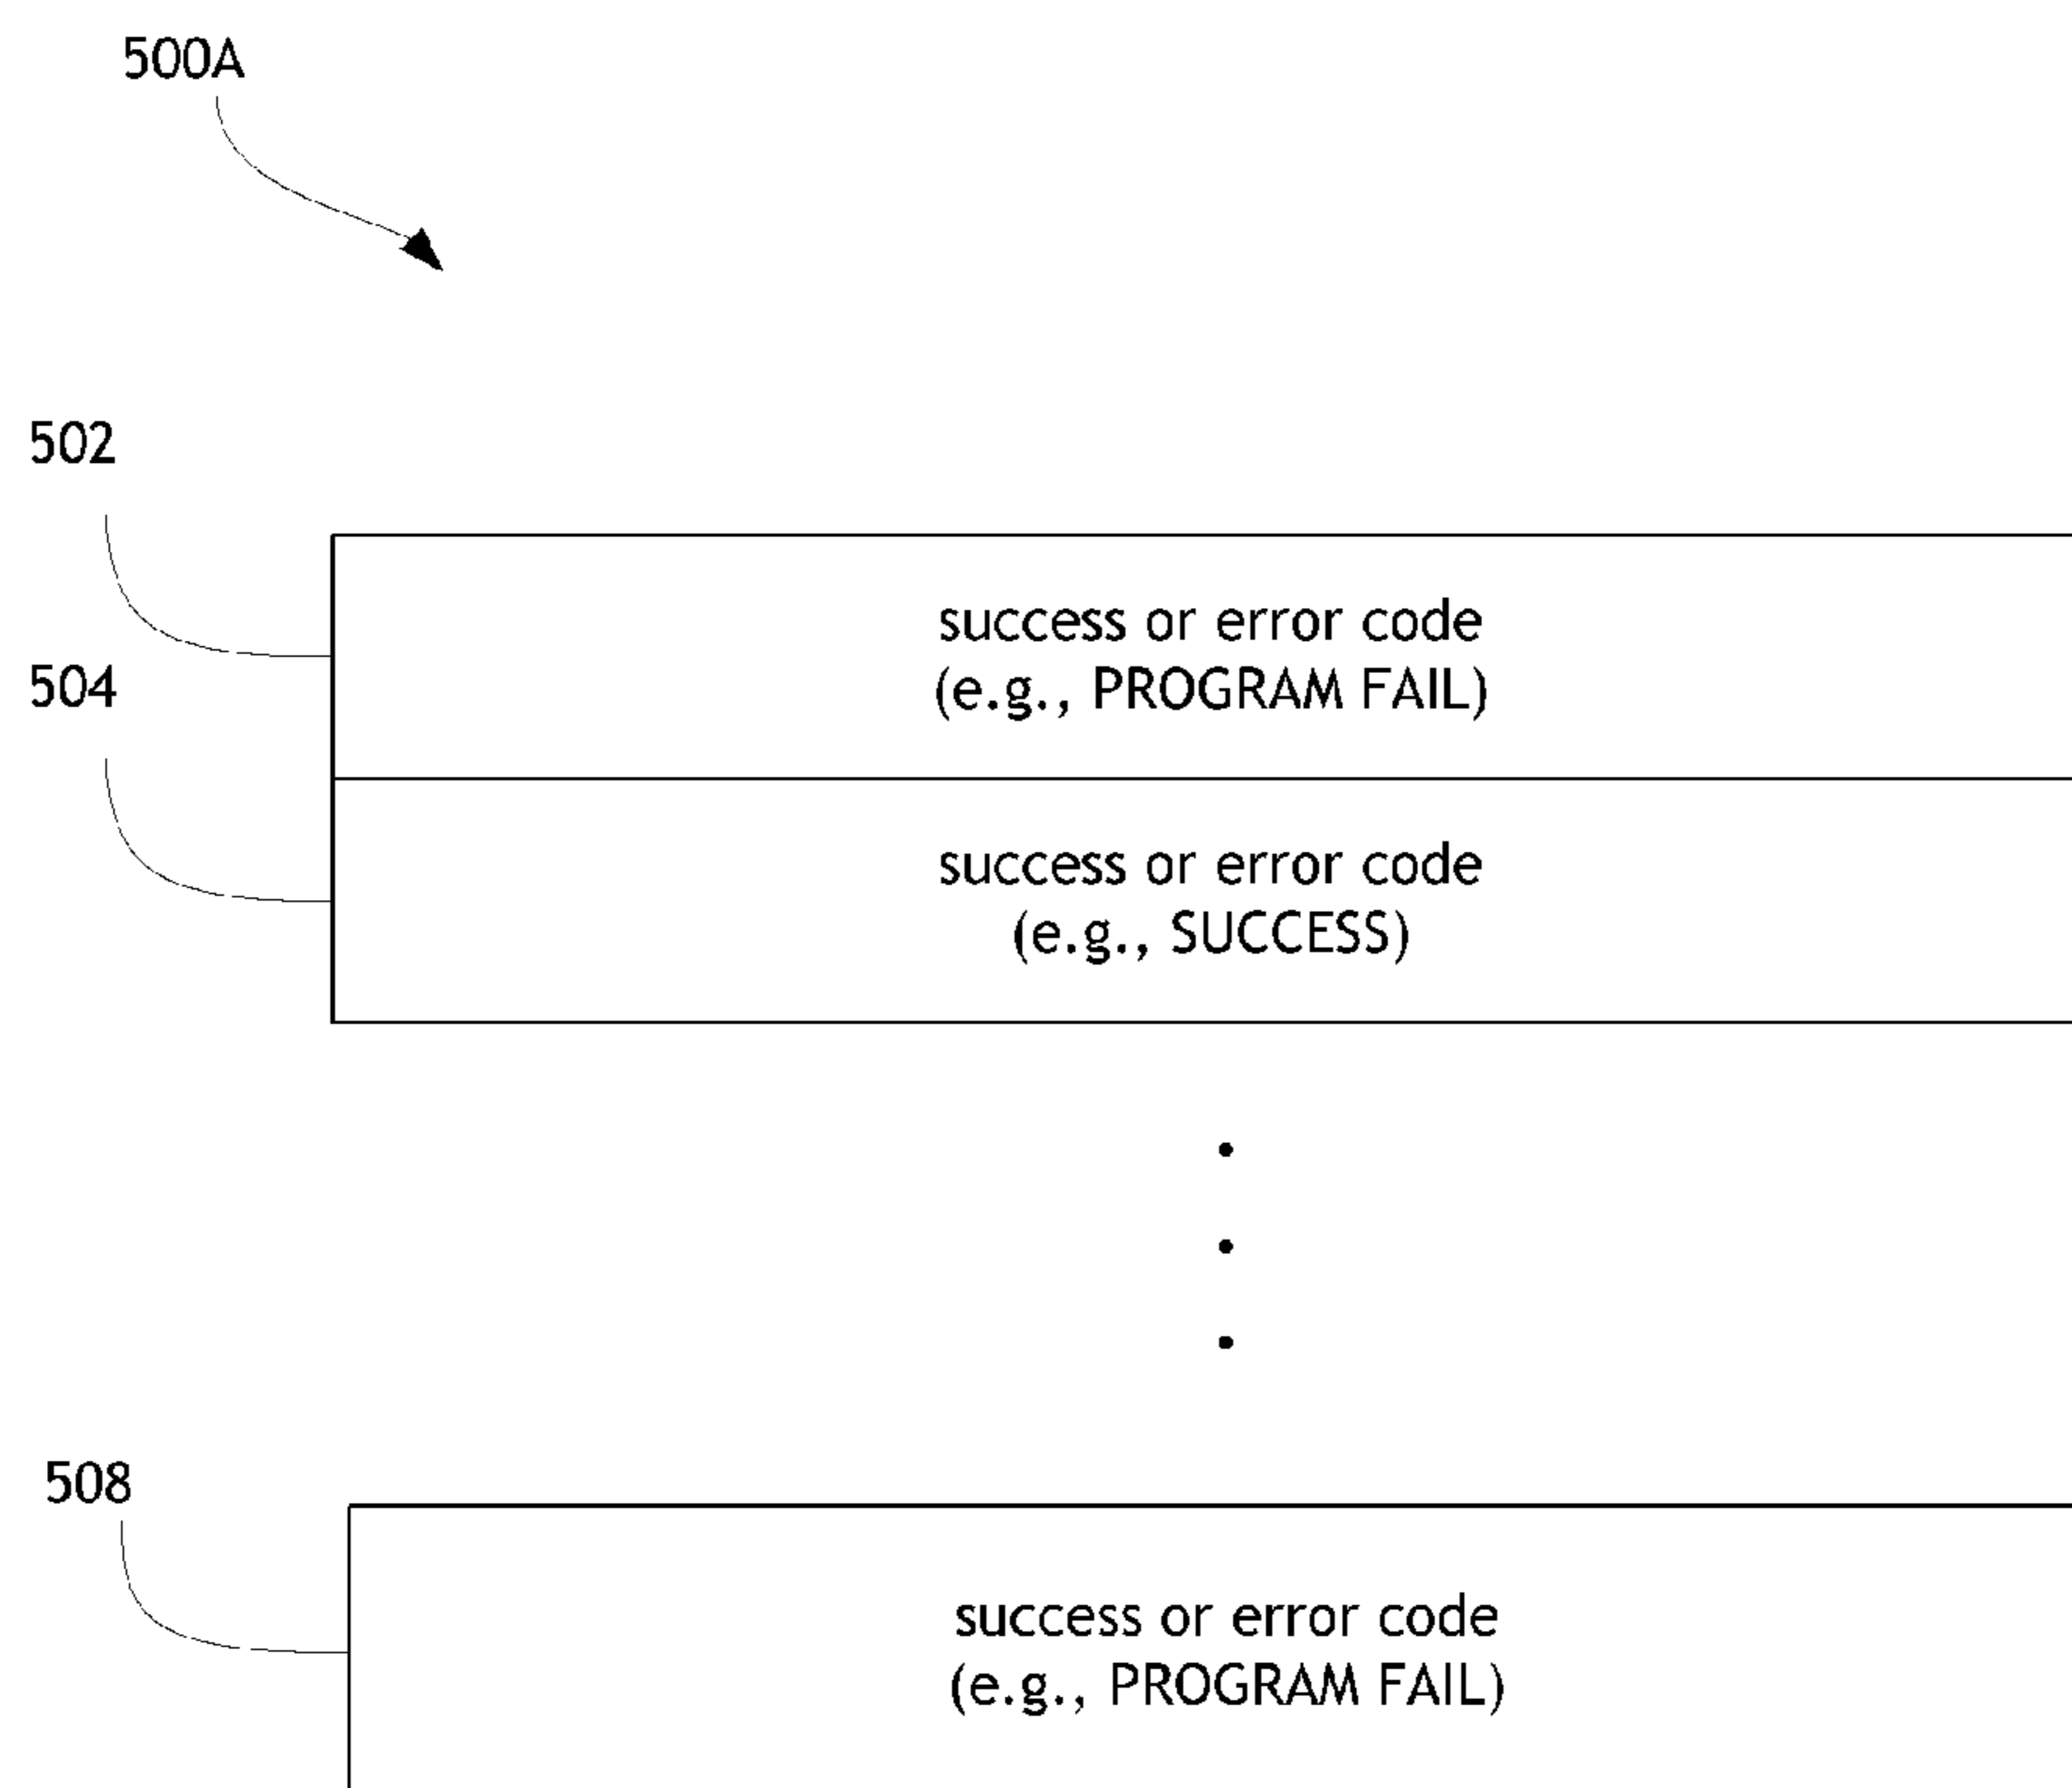 500A
502
success or error code
(e.g., PROGRAM FAIL)
504
success or error code
(e.g., SUCCESS)
508
success or error code
(e.g., PROGRAM FAIL)